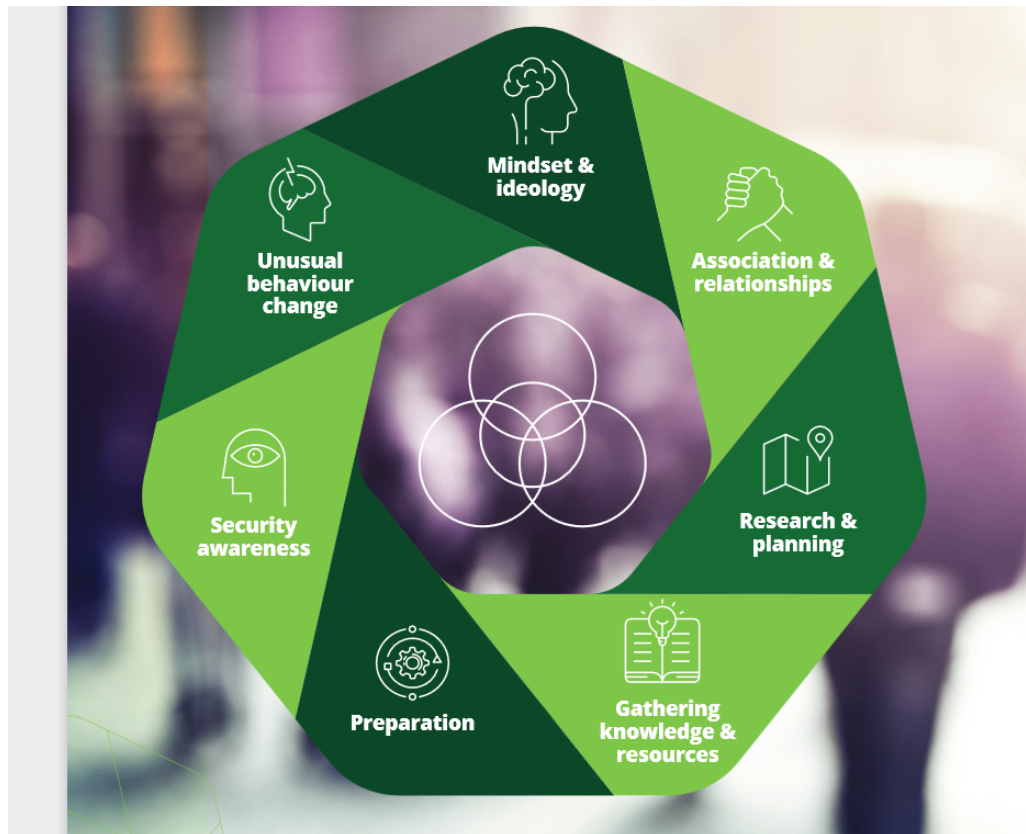 Mindset &
ideology
Association &
relationships
Research &
planning
Gathering
knowledge &
resources
Preparation
Security
awareness
Unusual
behaviour
change